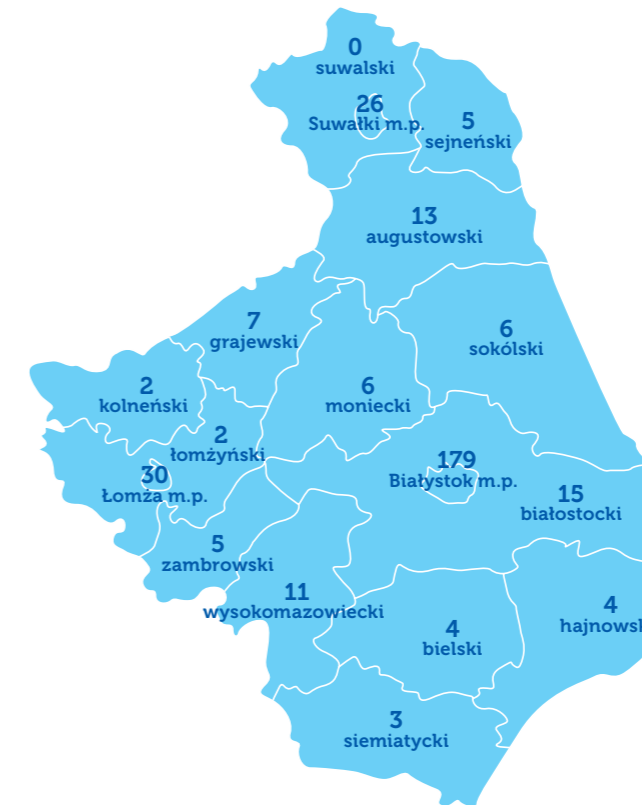 0
suwalski
26
Suwałki m.p.
5
sejneński
13
augustowski
7
grajewski
6
sokólski
2
kolneński
6
moniecki
2
łomżyński
30
Łomża m.p.
179
Białystok m.p.
15
białostocki
5
zambrowski
11
wysokomazowiecki
4
hajnows
4
bielski
3
siemiatycki